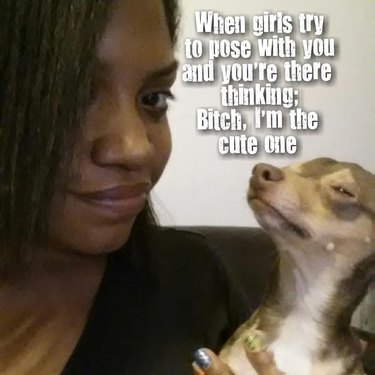 When girls try
to pose with you
and you're there
thinking;
Bitch, I'm the
cute one